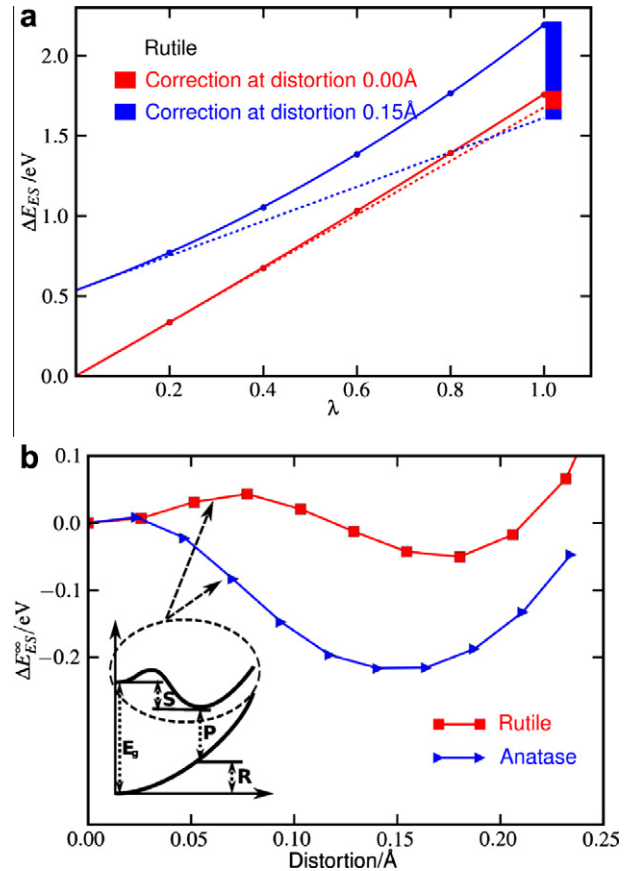 a
2.0
1.5
1.0
0.5
0.0
ΔE_ES /eV
Rutile
Correction at distortion 0.00Å
Correction at distortion 0.15Å
0.2 0.4 0.6 0.8 1.0
λ
b
0.1
0.0
−0.1
−0.2
ΔE^∞_ES/eV
S
P
E_g
R
Rutile
Anatase
0.00 0.05 0.10 0.15 0.20 0.25
Distortion/Å